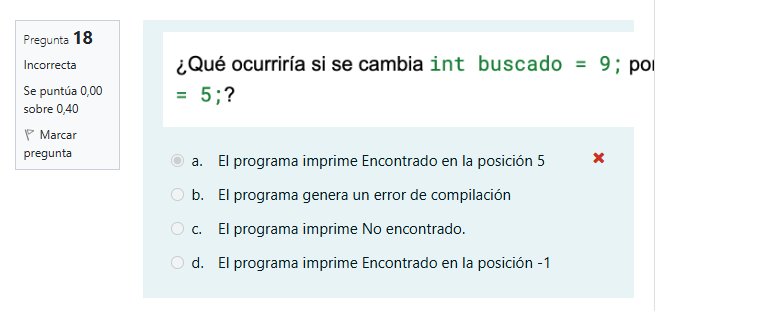 Pregunta 18
Incorrecta
Se puntúa 0,00
sobre 0,40
Marcar
pregunta
¿Qué ocurriría si se cambia int buscado = 9; por
= 5;?
a. El programa imprime Encontrado en la posición 5
b. El programa genera un error de compilación
c. El programa imprime No encontrado.
d. El programa imprime Encontrado en la posición -1